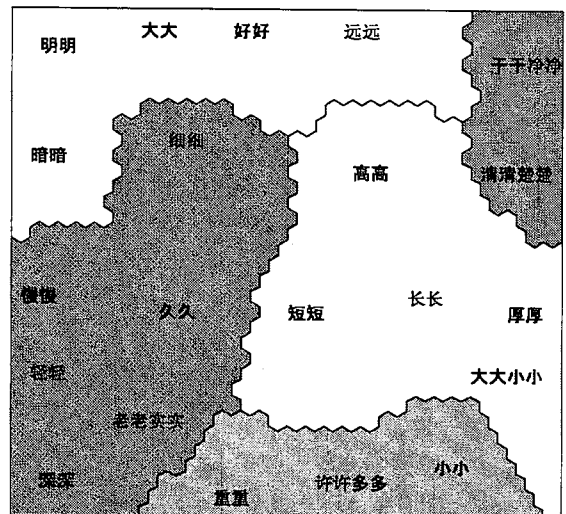 明明
大大
好好
远远
干干净净
暗暗
细细
高高
清清楚楚
慢慢
久久
短短
长长
厚厚
轻轻
大大小小
老老实实
深深
重重
许许多多
小小